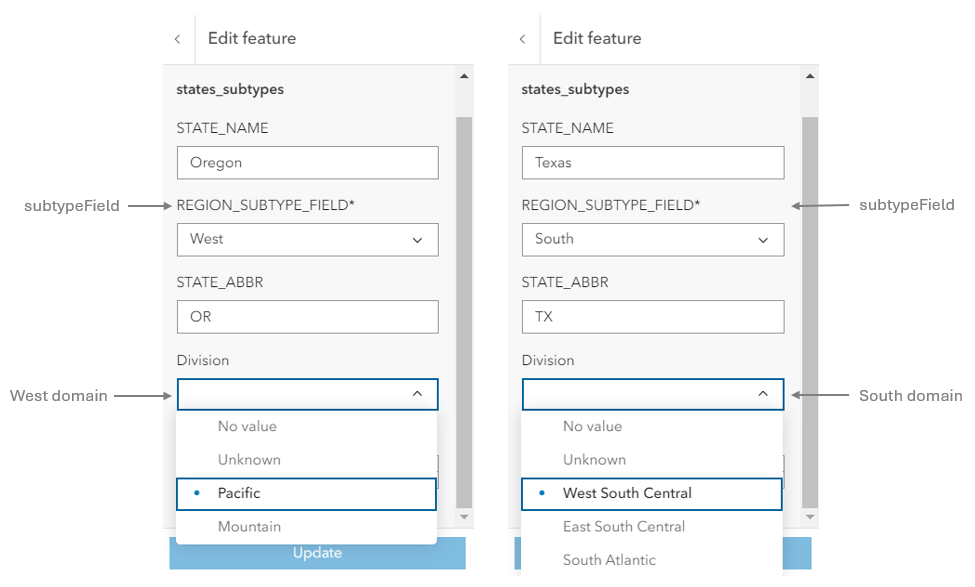 Edit feature
states_subtypes
STATE_NAME
Oregon
subtypeField
REGION_SUBTYPE_FIELD*
West
STATE_ABBR
OR
Division
West domain
No value
Unknown
Pacific
Mountain
Update
Edit feature
states_subtypes
STATE_NAME
Texas
REGION_SUBTYPE_FIELD*
subtypeField
South
STATE_ABBR
TX
Division
South domain
No value
Unknown
West South Central
East South Central
South Atlantic